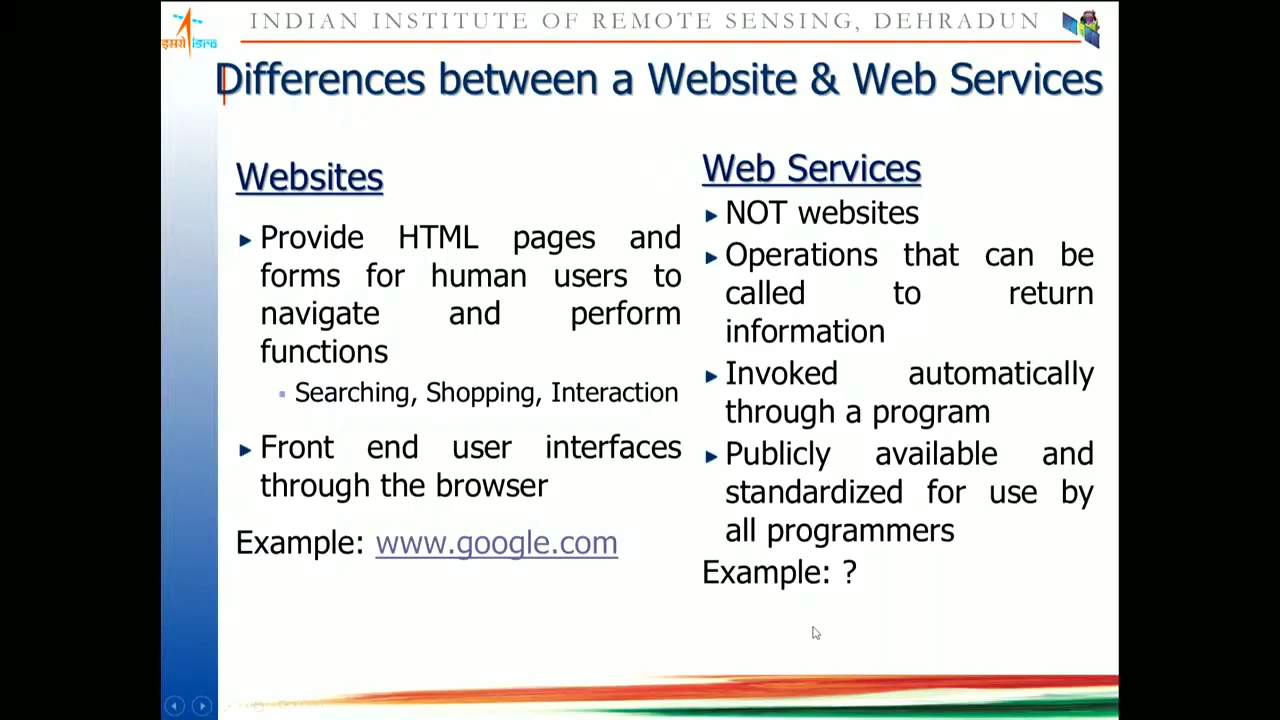 इसरो isro
INDIAN INSTITUTE OF REMOTE SENSING, DEHRADUN
Differences between a Website & Web Services
Websites
Provide HTML pages and
forms for human users to
navigate and perform
functions
Searching, Shopping, Interaction
Front end user interfaces
through the browser
Example: www.google.com
Web Services
NOT websites
Operations that can be
called to return
information
Invoked automatically
through a program
Publicly available and
standardized for use by
all programmers
Example: ?